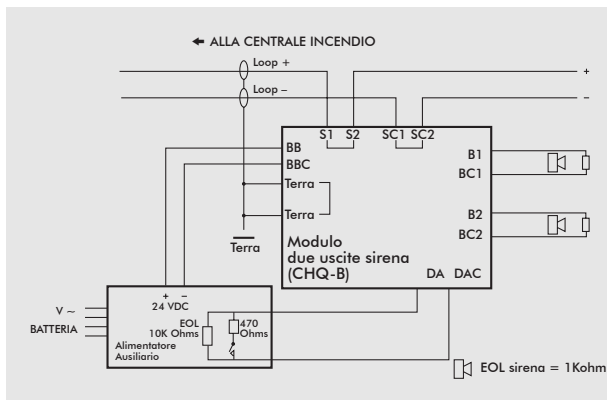 ← ALLA CENTRALE INCENDIO
Loop +
+
Loop –
–
S1 S2 SC1 SC2
BB
BBC
Terra
Terra
Terra
B1
BC1
B2
BC2
Modulo
due uscite sirena
(CHQ-B)
DA DAC
+ –
24 VDC
V ~
BATTERIA
EOL
10K Ohms
470
Ohms
Alimentatore
Ausiliario
EOL sirena = 1Kohm